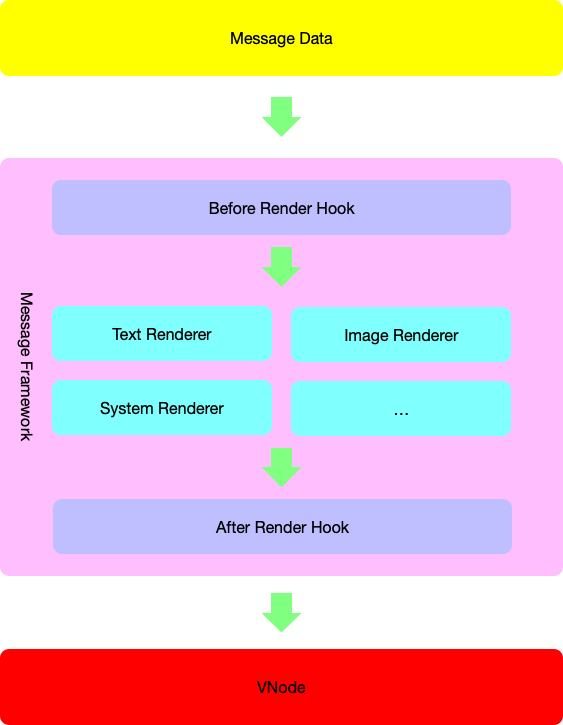 Message Data
Before Render Hook
Message Framework
Text Renderer
Image Renderer
System Renderer
...
After Render Hook
VNode